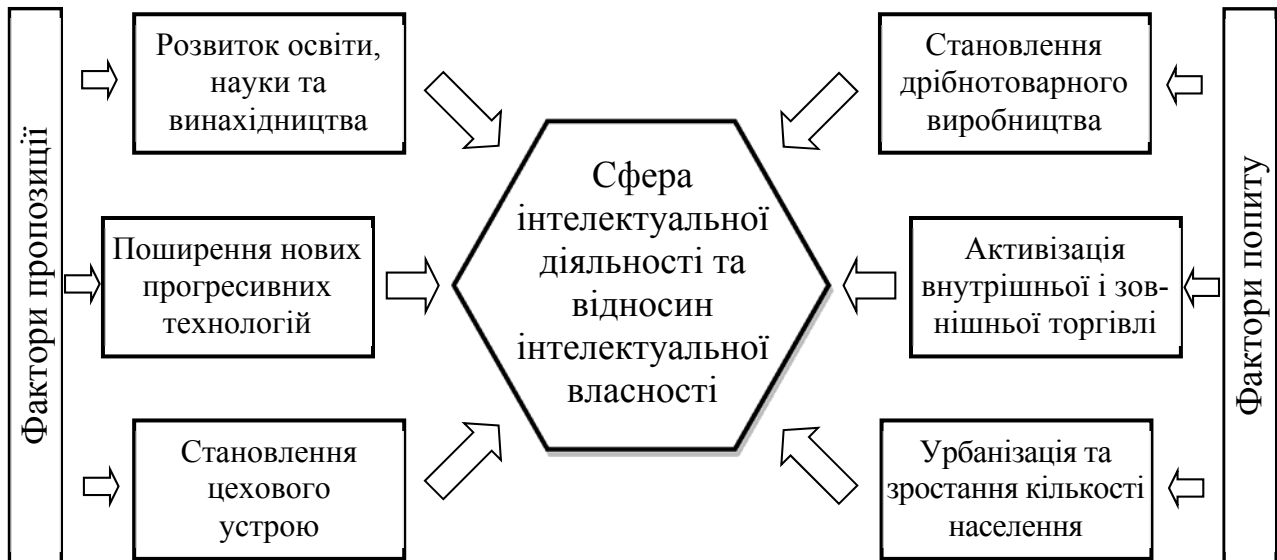 Фактори пропозиції
Розвиток освіти,
науки та
винахідництва
Поширення нових
прогресивних
технологій
Становлення
цехового
устрою
Сфера
інтелектуальної
діяльності та
відносин
інтелектуальної
власності
Становлення
дрібнотоварного
виробництва
Активізація
внутрішньої і зов-
нішньої торгівлі
Урбанізація та
зростання кількості
населення
Фактори попиту